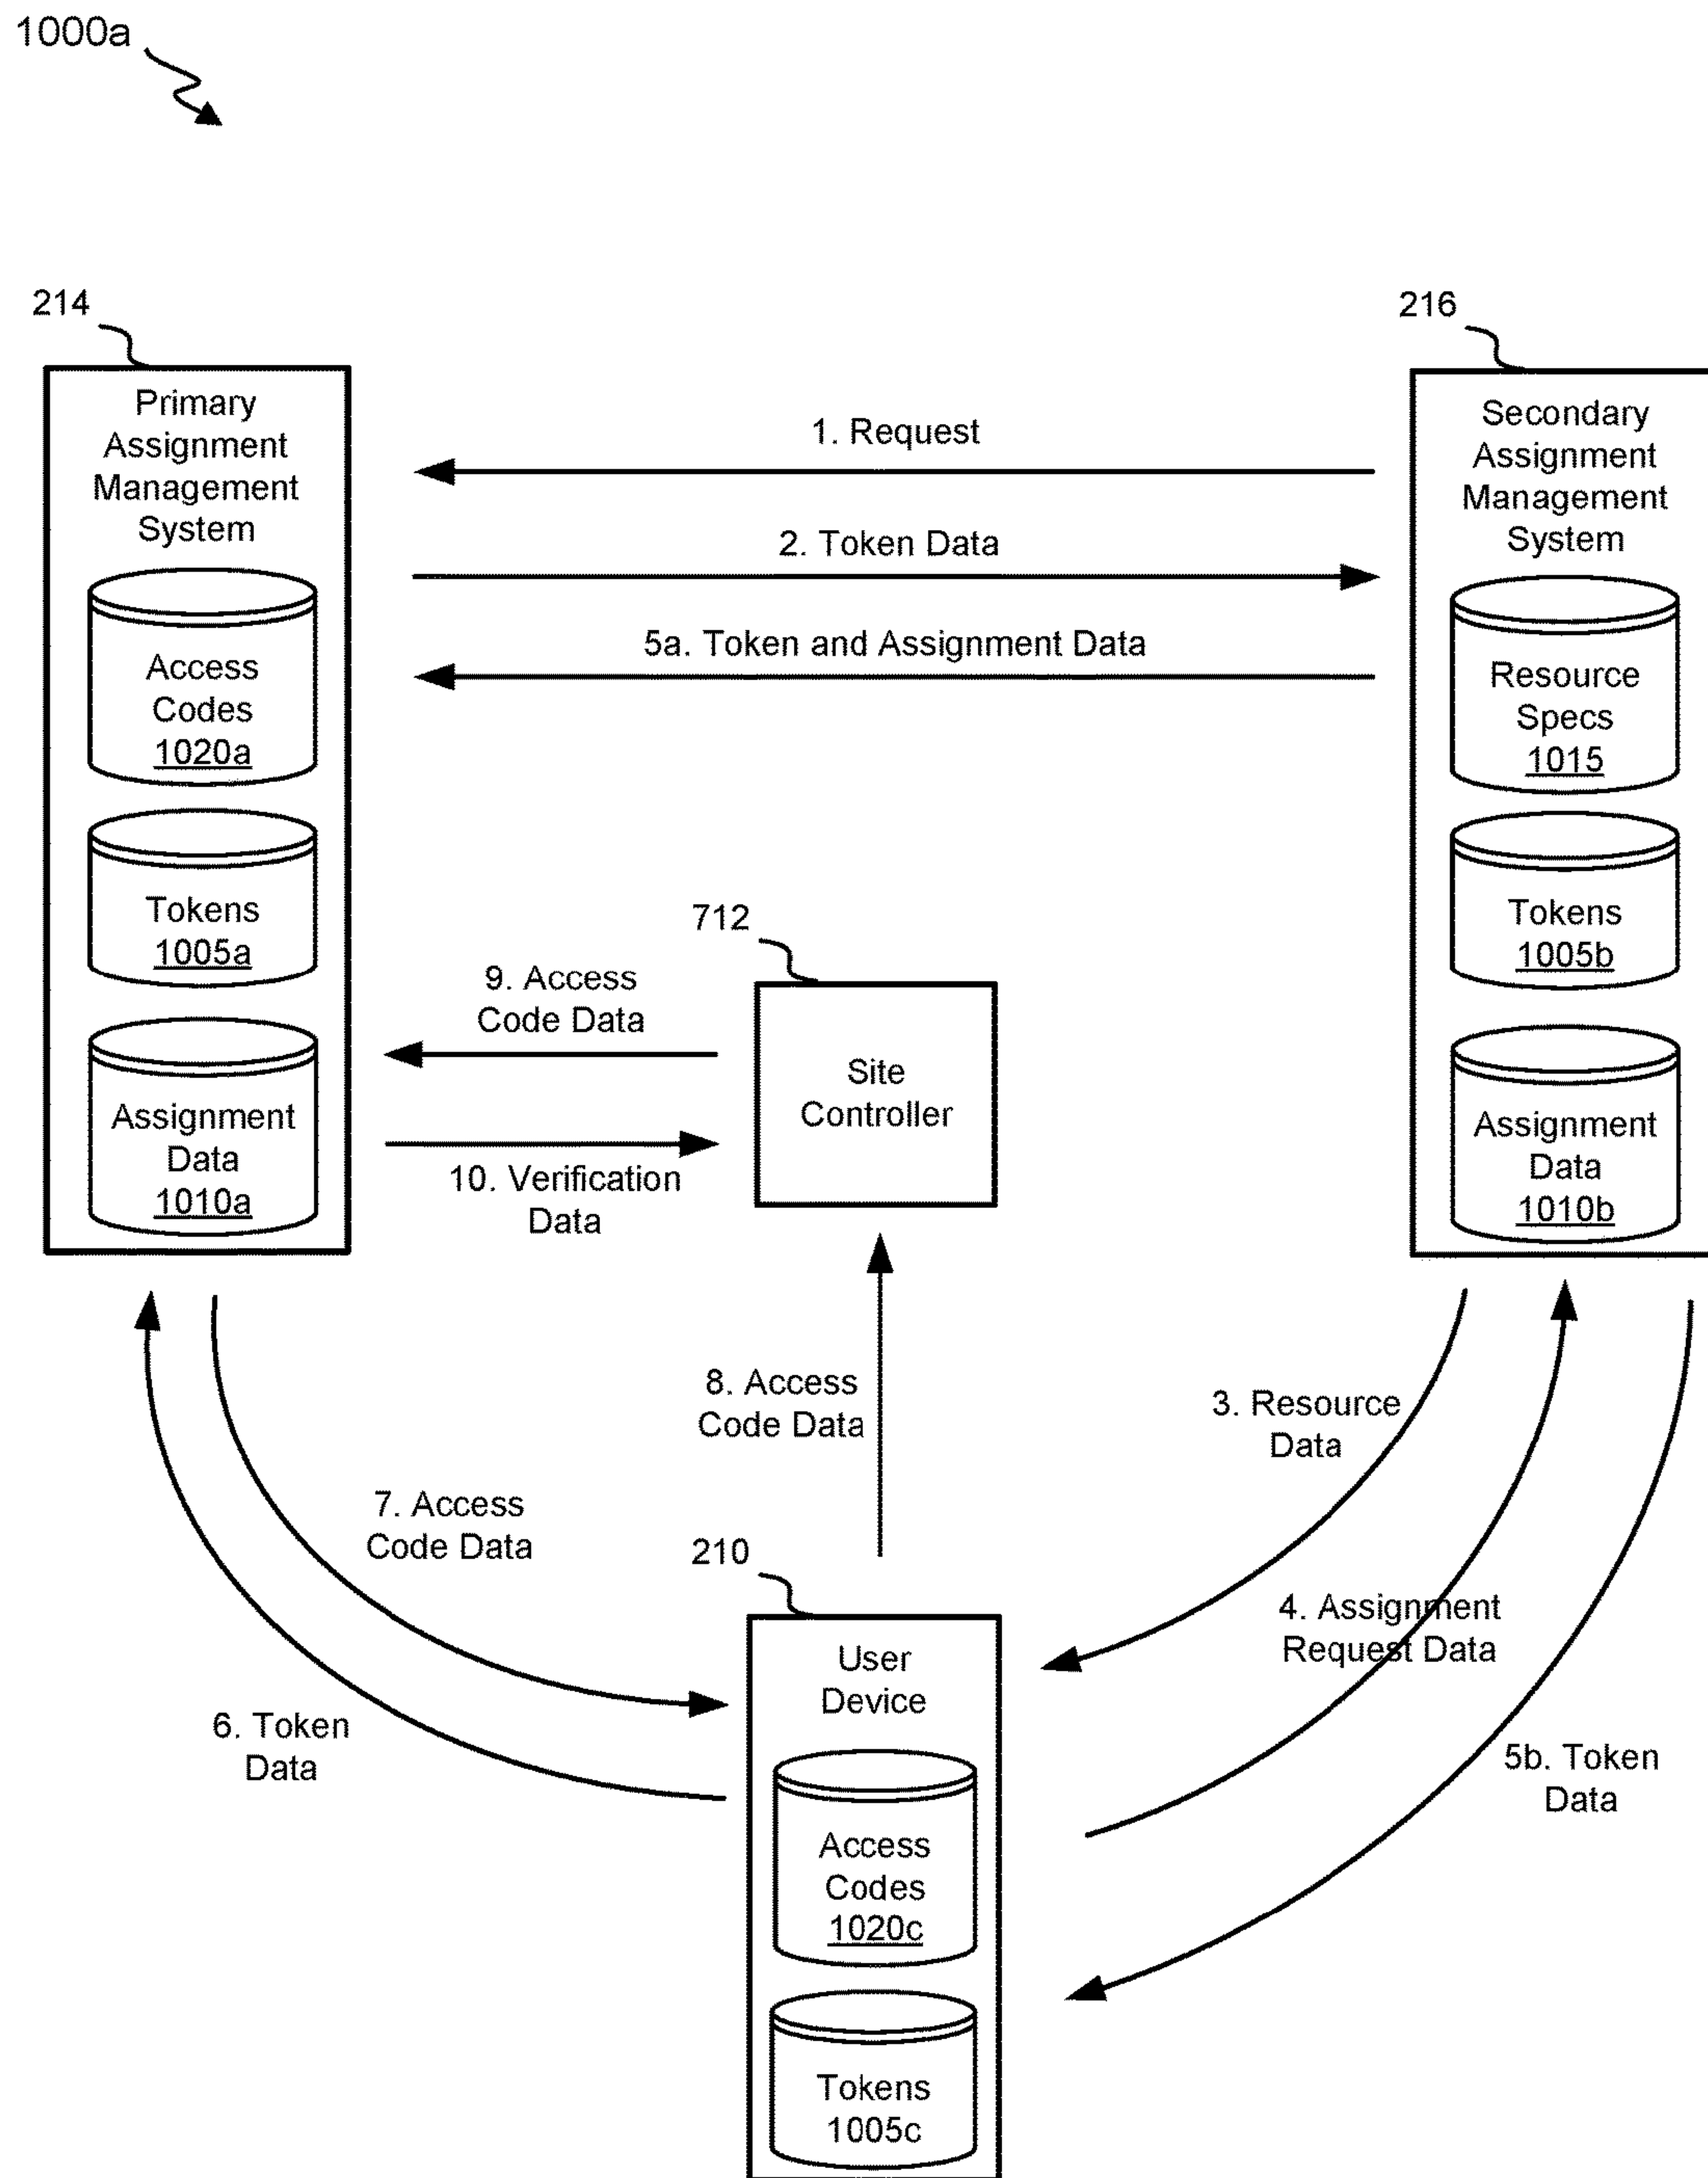 1000a
214
216
Primary
Assignment
Management
System
Access
Codes
1020a
Tokens
1005a
Assignment
Data
1010a
1. Request
2. Token Data
5a. Token and Assignment Data
Secondary
Assignment
Management
System
Resource
Specs
1015
Tokens
1005b
Assignment
Data
1010b
712
9. Access
Code Data
Site
Controller
10. Verification
Data
8. Access
Code Data
3. Resource
Data
7. Access
Code Data
210
4. Assignment
Request Data
6. Token
Data
5b. Token
Data
User
Device
Access
Codes
1020c
Tokens
1005c